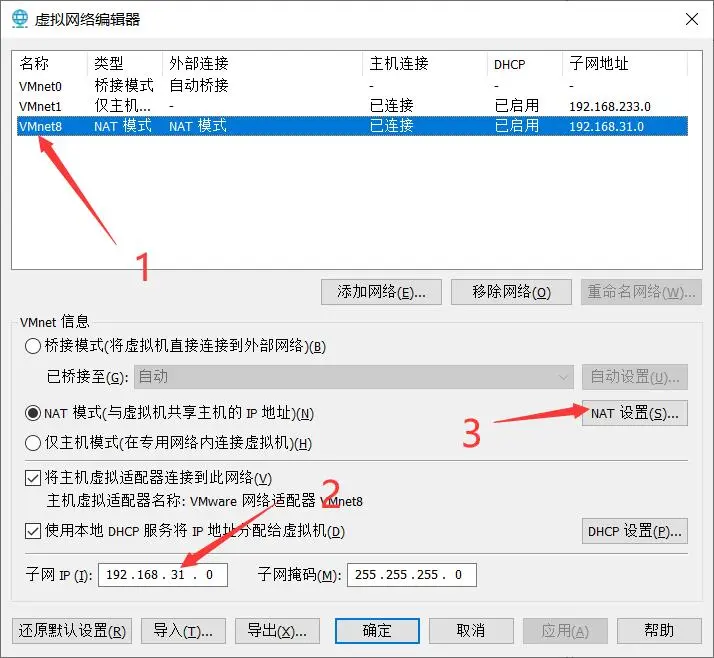 虚拟网络编辑器
名称 类型 外部连接 主机连接 DHCP 子网地址
VMnet0 桥接模式 自动桥接 - - -
VMnet1 仅主机... - 已连接 已启用 192.168.233.0
VMnet8 NAT 模式 NAT 模式 已连接 已启用 192.168.31.0
1
添加网络(E)... 移除网络(O) 重命名网络(W)...
VMnet 信息
桥接模式(将虚拟机直接连接到外部网络)(B)
已桥接至(G): 自动 自动设置(U)...
NAT 模式(与虚拟机共享主机的 IP 地址)(N) NAT 设置(S)...
3
仅主机模式(在专用网络内连接虚拟机)(H)
将主机虚拟适配器连接到此网络(V)
2
主机虚拟适配器名称: VMware 网络适配器 VMnet8
使用本地 DHCP 服务将 IP 地址分配给虚拟机(D) DHCP 设置(P)...
子网 IP (I): 192.168.31.0 子网掩码(M): 255.255.255.0
还原默认设置(R) 导入(T)... 导出(X)... 确定 取消 应用(A) 帮助